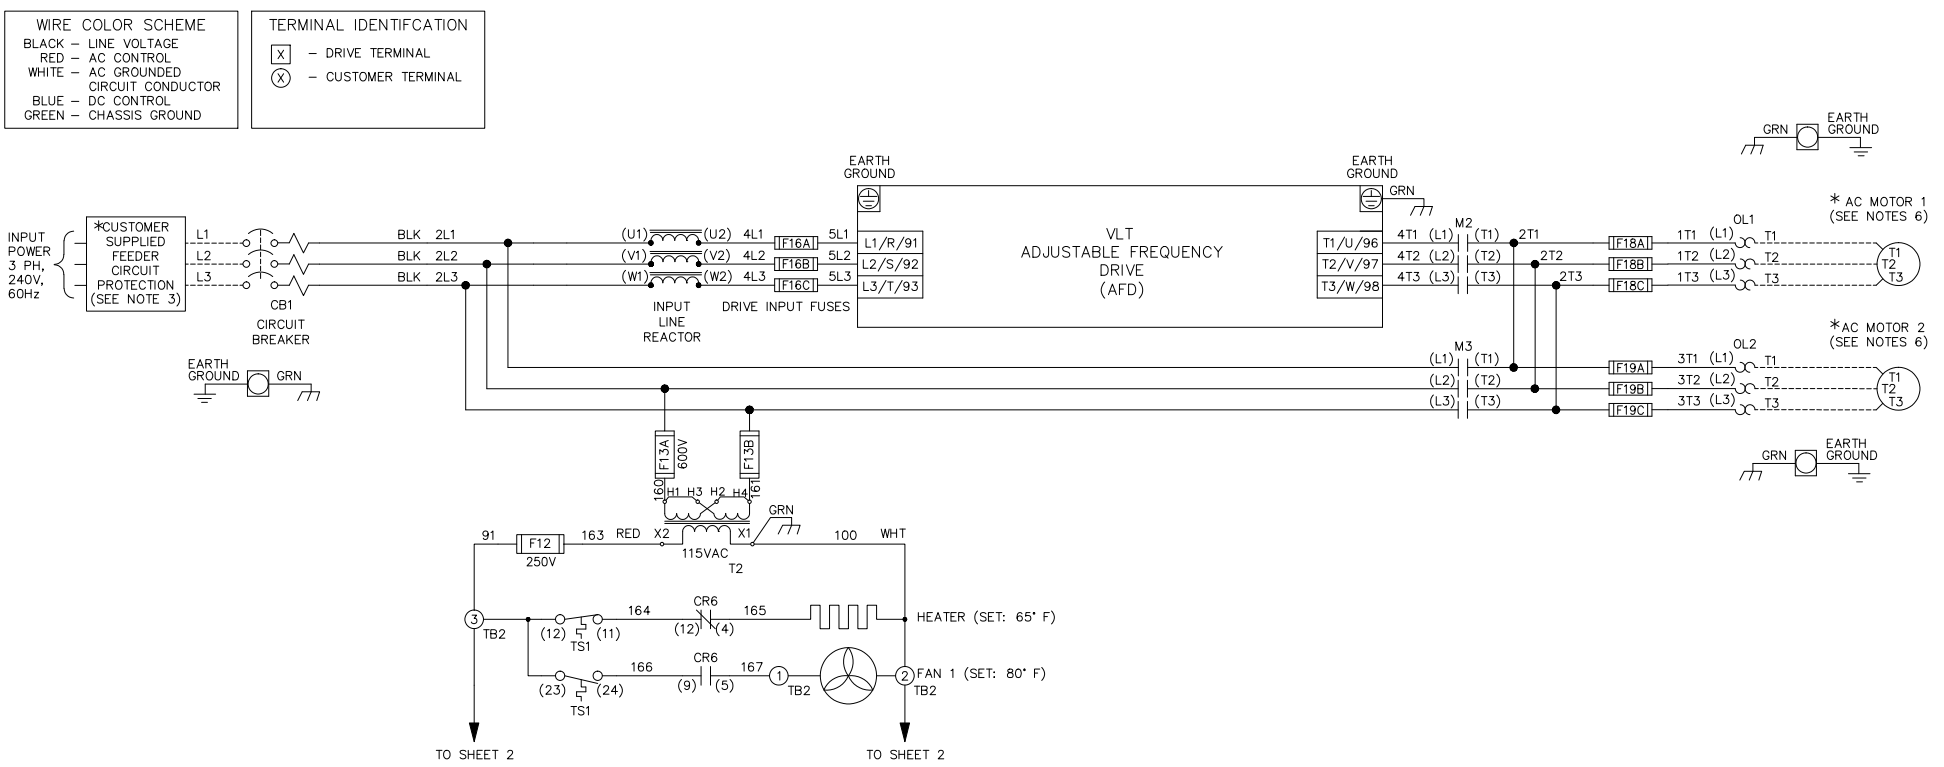 WIRE COLOR SCHEME
BLACK – LINE VOLTAGE
RED – AC CONTROL
WHITE – AC GROUNDED
CIRCUIT CONDUCTOR
BLUE – DC CONTROL
GREEN – CHASSIS GROUND
TERMINAL IDENTIFCATION
X – DRIVE TERMINAL
X – CUSTOMER TERMINAL
GRN
EARTH
GROUND
EARTH
GROUND
EARTH
GROUND
GRN
INPUT
POWER
3 PH,
240V,
60Hz
*CUSTOMER
SUPPLIED
FEEDER
CIRCUIT
PROTECTION
(SEE NOTE 3)
L1
L2
L3
CB1
CIRCUIT
BREAKER
BLK 2L1
BLK 2L2
BLK 2L3
(U1) (U2) 4L1 F16A 5L1
(V1) (V2) 4L2 F16B 5L2
(W1) (W2) 4L3 F16C 5L3
INPUT
LINE
REACTOR
DRIVE INPUT FUSES
L1/R/91
L2/S/92
L3/T/93
VLT
ADJUSTABLE FREQUENCY
DRIVE
(AFD)
T1/U/96
T2/V/97
T3/W/98
M2
4T1 (L1) (T1) 2T1 F18A 1T1 (L1) T1
4T2 (L2) (T2) 2T2 F18B 1T2 (L2) T2
4T3 (L3) (T3) 2T3 F18C 1T3 (L3) T3
OL1
* AC MOTOR 1
(SEE NOTES 6)
T1
T2
T3
M3
(L1) (T1) F19A 3T1 (L1) T1
(L2) (T2) F19B 3T2 (L2) T2
(L3) (T3) F19C 3T3 (L3) T3
OL2
*AC MOTOR 2
(SEE NOTES 6)
T1
T2
T3
EARTH
GROUND
GRN
GRN
EARTH
GROUND
F13A
600V
F13B
160
161
H1 H3 H2 H4
GRN
91 F12 163 RED X2 X1 100 WHT
250V
115VAC
T2
3
TB2
(12) (11)
TS1
164
CR6
(12) (4)
165
HEATER (SET: 65° F)
(23) (24)
TS1
166
CR6
(9) (5)
167
1
TB2
2
TB2
FAN 1 (SET: 80° F)
TO SHEET 2
TO SHEET 2